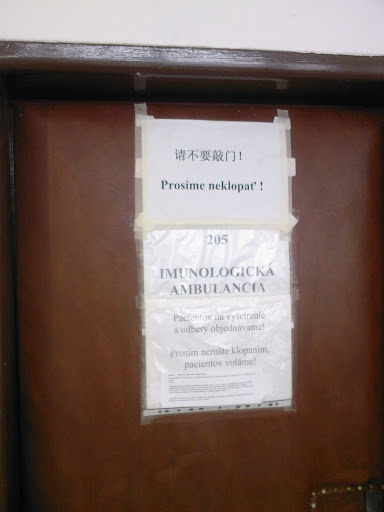 请不要敲门！
Prosíme neklopať !
205
IMUNOLOGICKÁ
AMBULANCIA
Pacientov na vyšetrenie
a odbery objednávame!
Prosím nerušte klopaním,
pacientov voláme!